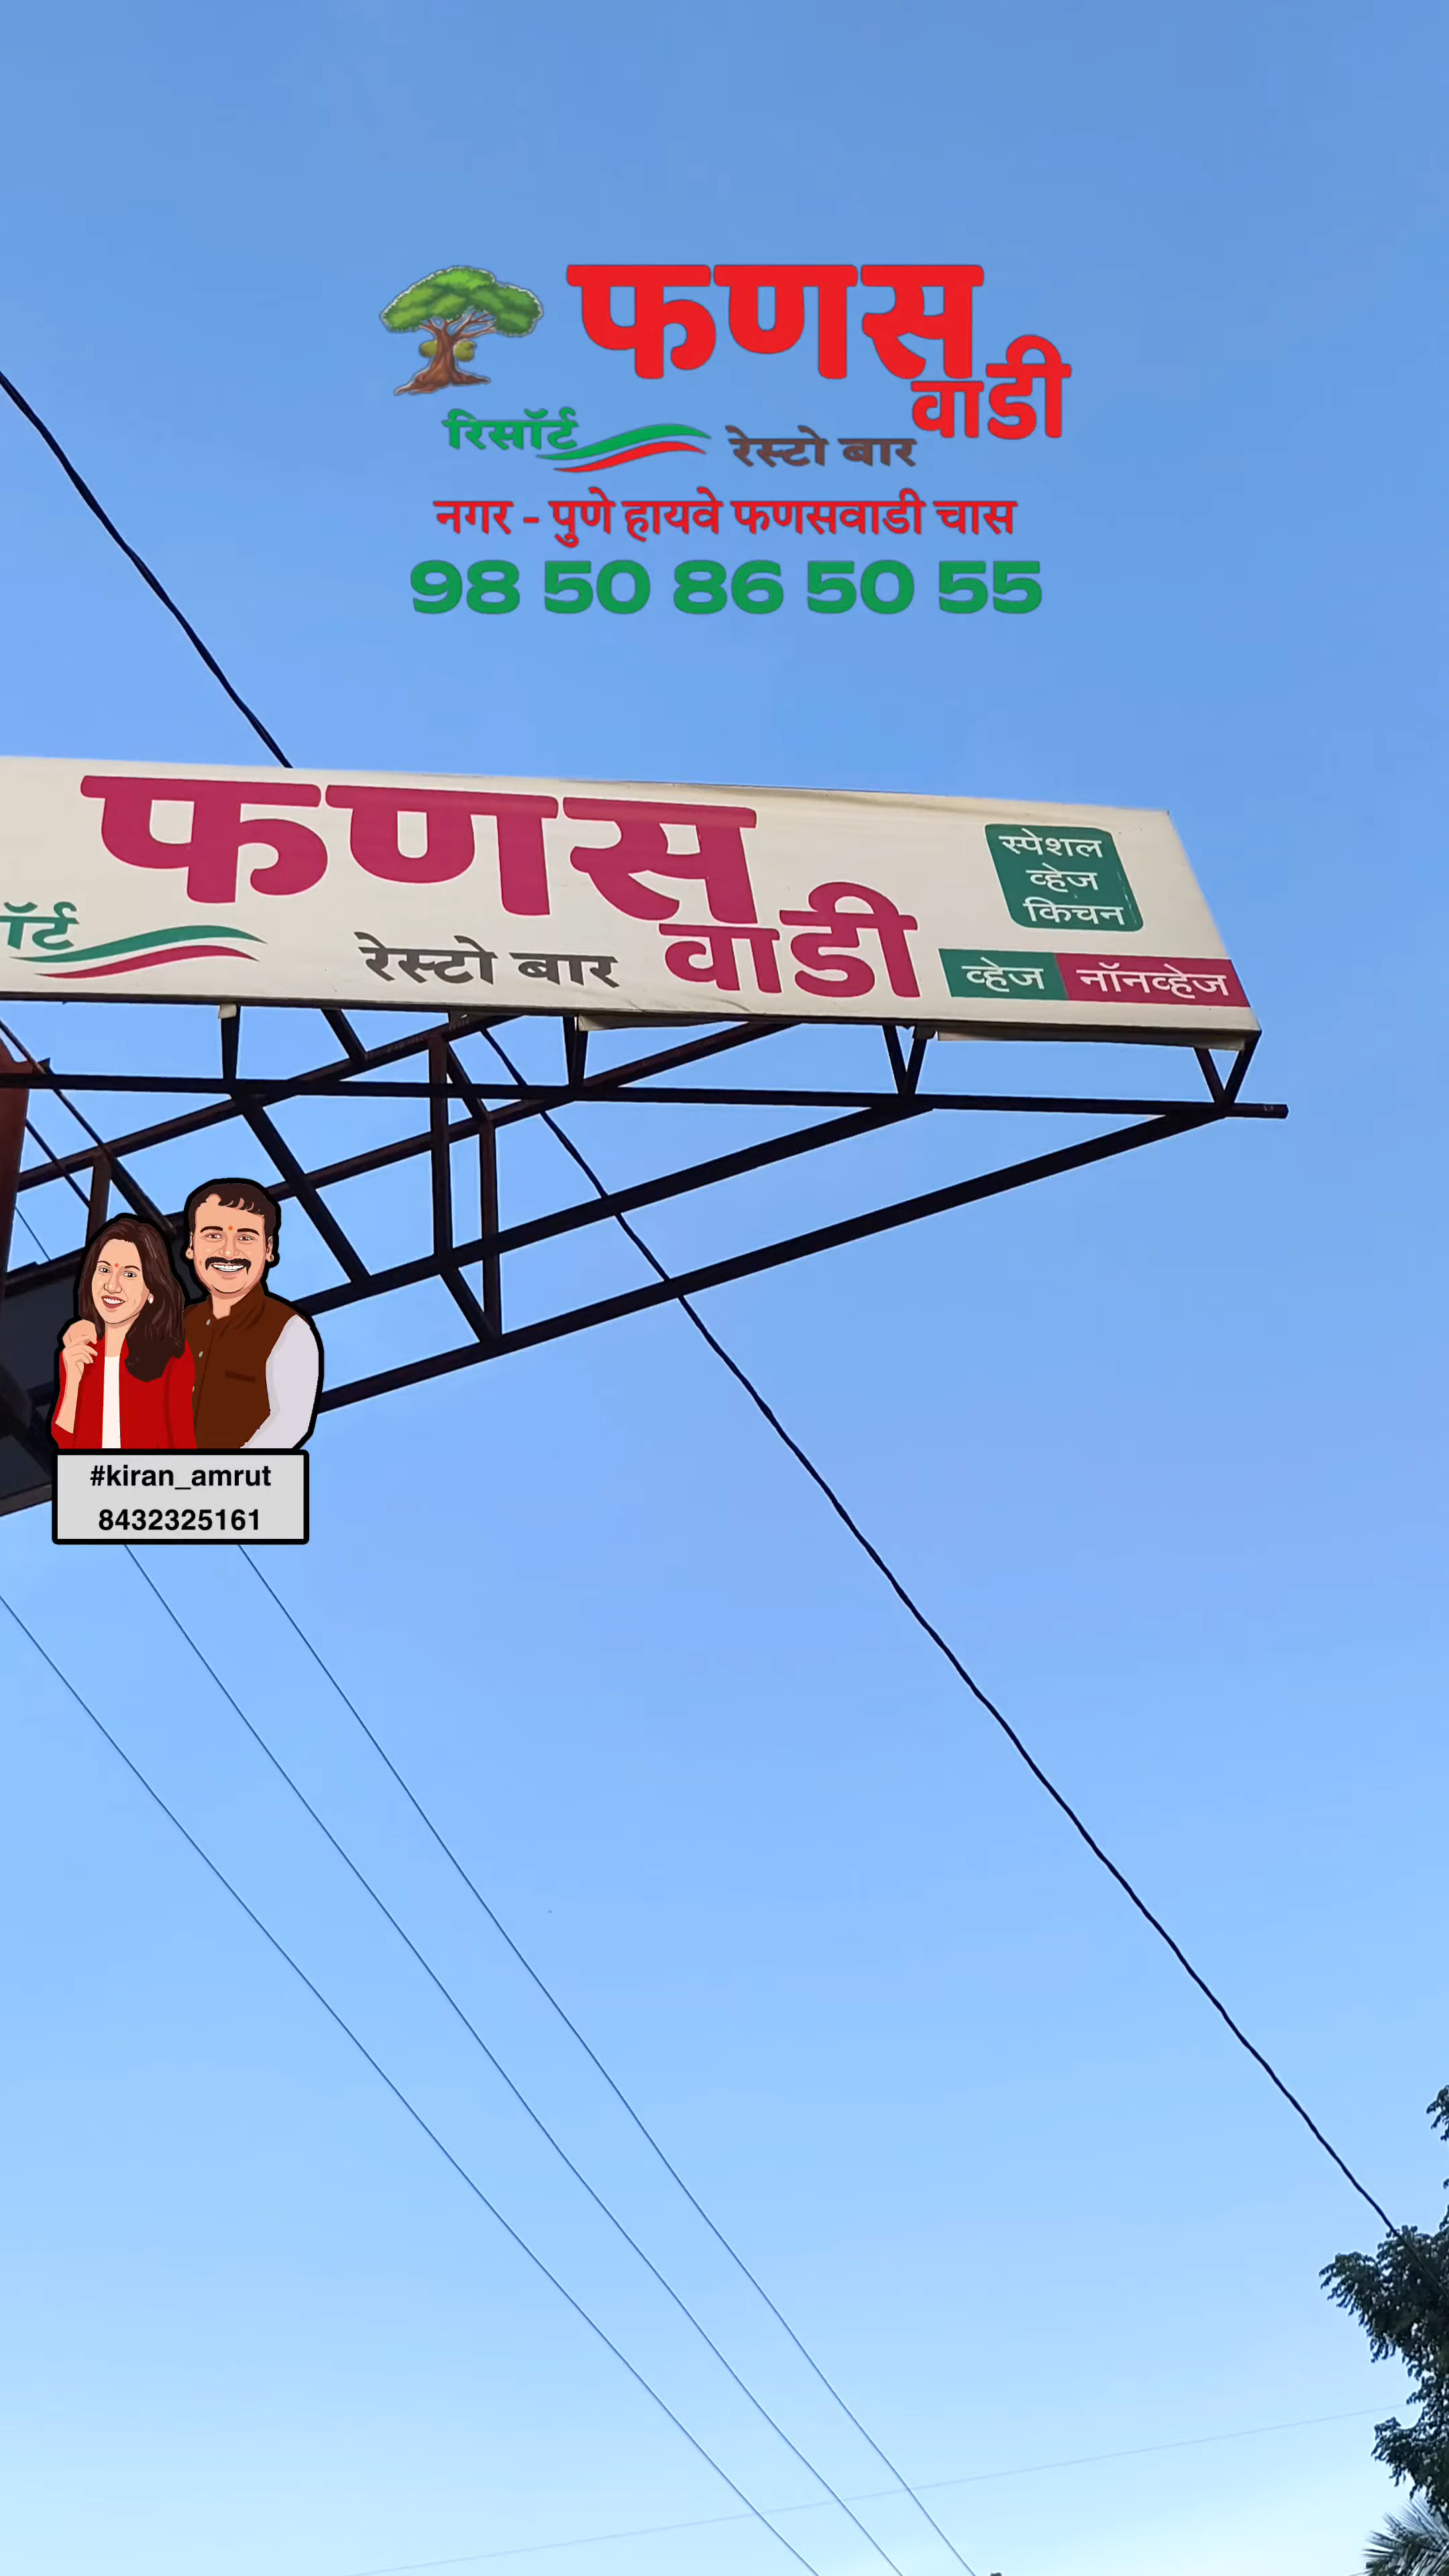 फणस
वाडी
रिसॉर्ट
रेस्टो बार
नगर - पुणे हायवे फणसवाडी चास
98 50 86 50 55
फणस
वाडी
र्ट
रेस्टो बार
स्पेशल
व्हेज
किचन
व्हेज नॉनव्हेज
#kiran_amrut
8432325161